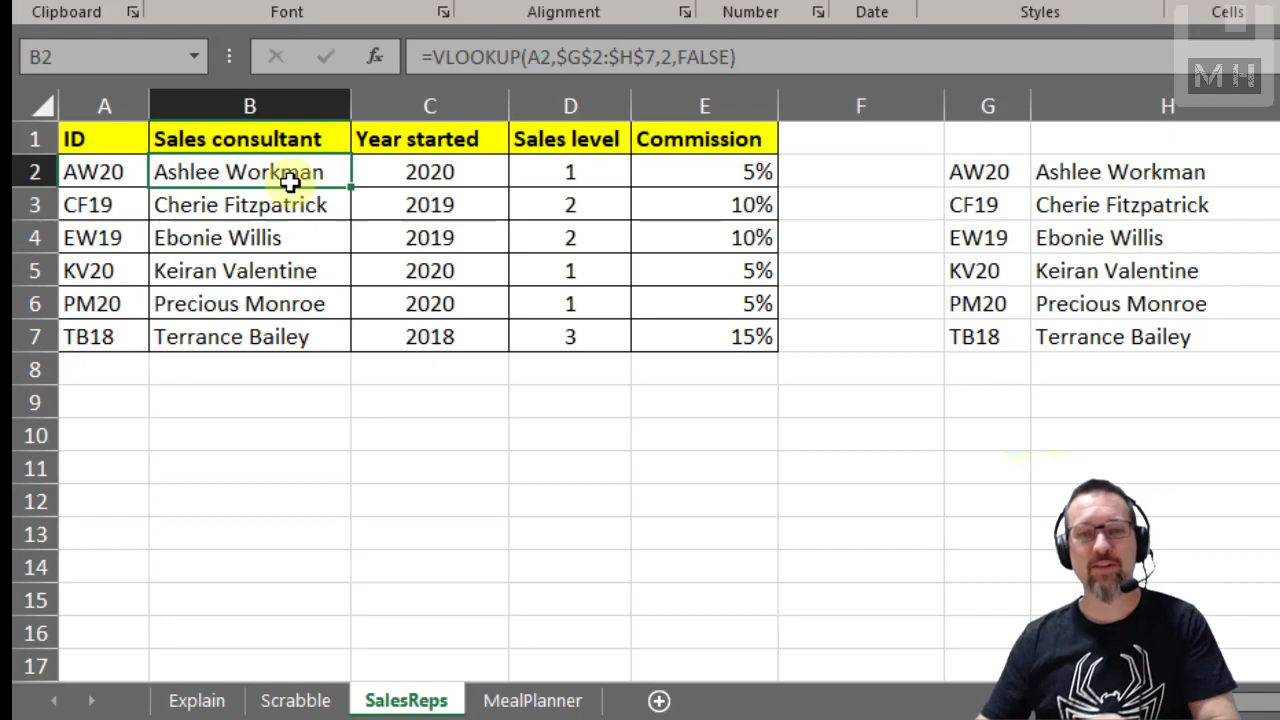 Clipboard Font Alignment Number Date Styles Cells
MH
B2 fx =VLOOKUP(A2,$G$2:$H$7,2,FALSE)
A B C D E F G H
1 ID Sales consultant Year started Sales level Commission
2 AW20 Ashlee Workman 2020 1 5% AW20 Ashlee Workman
3 CF19 Cherie Fitzpatrick 2019 2 10% CF19 Cherie Fitzpatrick
4 EW19 Ebonie Willis 2019 2 10% EW19 Ebonie Willis
5 KV20 Keiran Valentine 2020 1 5% KV20 Keiran Valentine
6 PM20 Precious Monroe 2020 1 5% PM20 Precious Monroe
7 TB18 Terrance Bailey 2018 3 15% TB18 Terrance Bailey
8
9
10
11
12
13
14
15
16
17
Explain Scrabble SalesReps MealPlanner